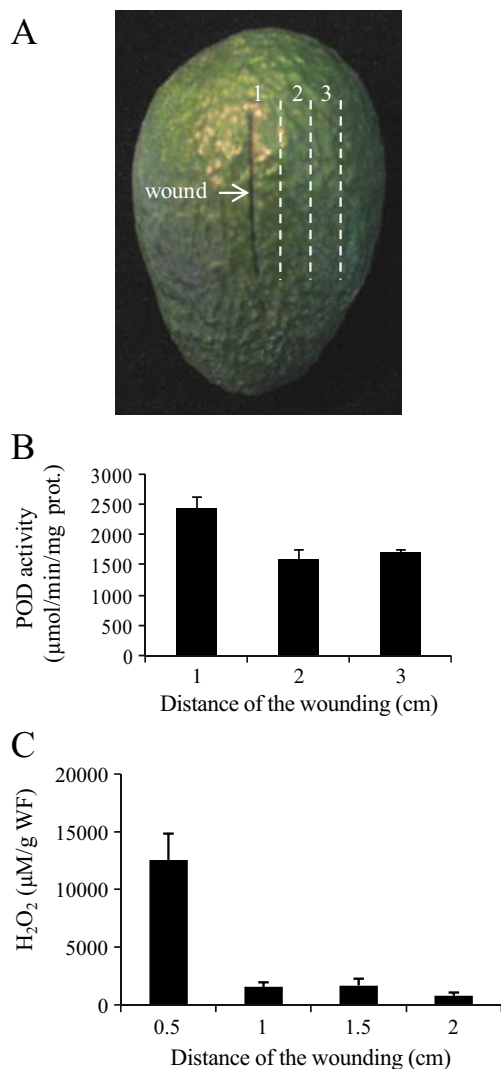 A
1 2 3
wound
B
POD activity
(µmol/min/mg prot.)
3000
2500
2000
1500
1000
500
0
1 2 3
Distance of the wounding (cm)
C
H₂O₂ (µM/g WF)
20000
15000
10000
5000
0
0.5 1 1.5 2
Distance of the wounding (cm)